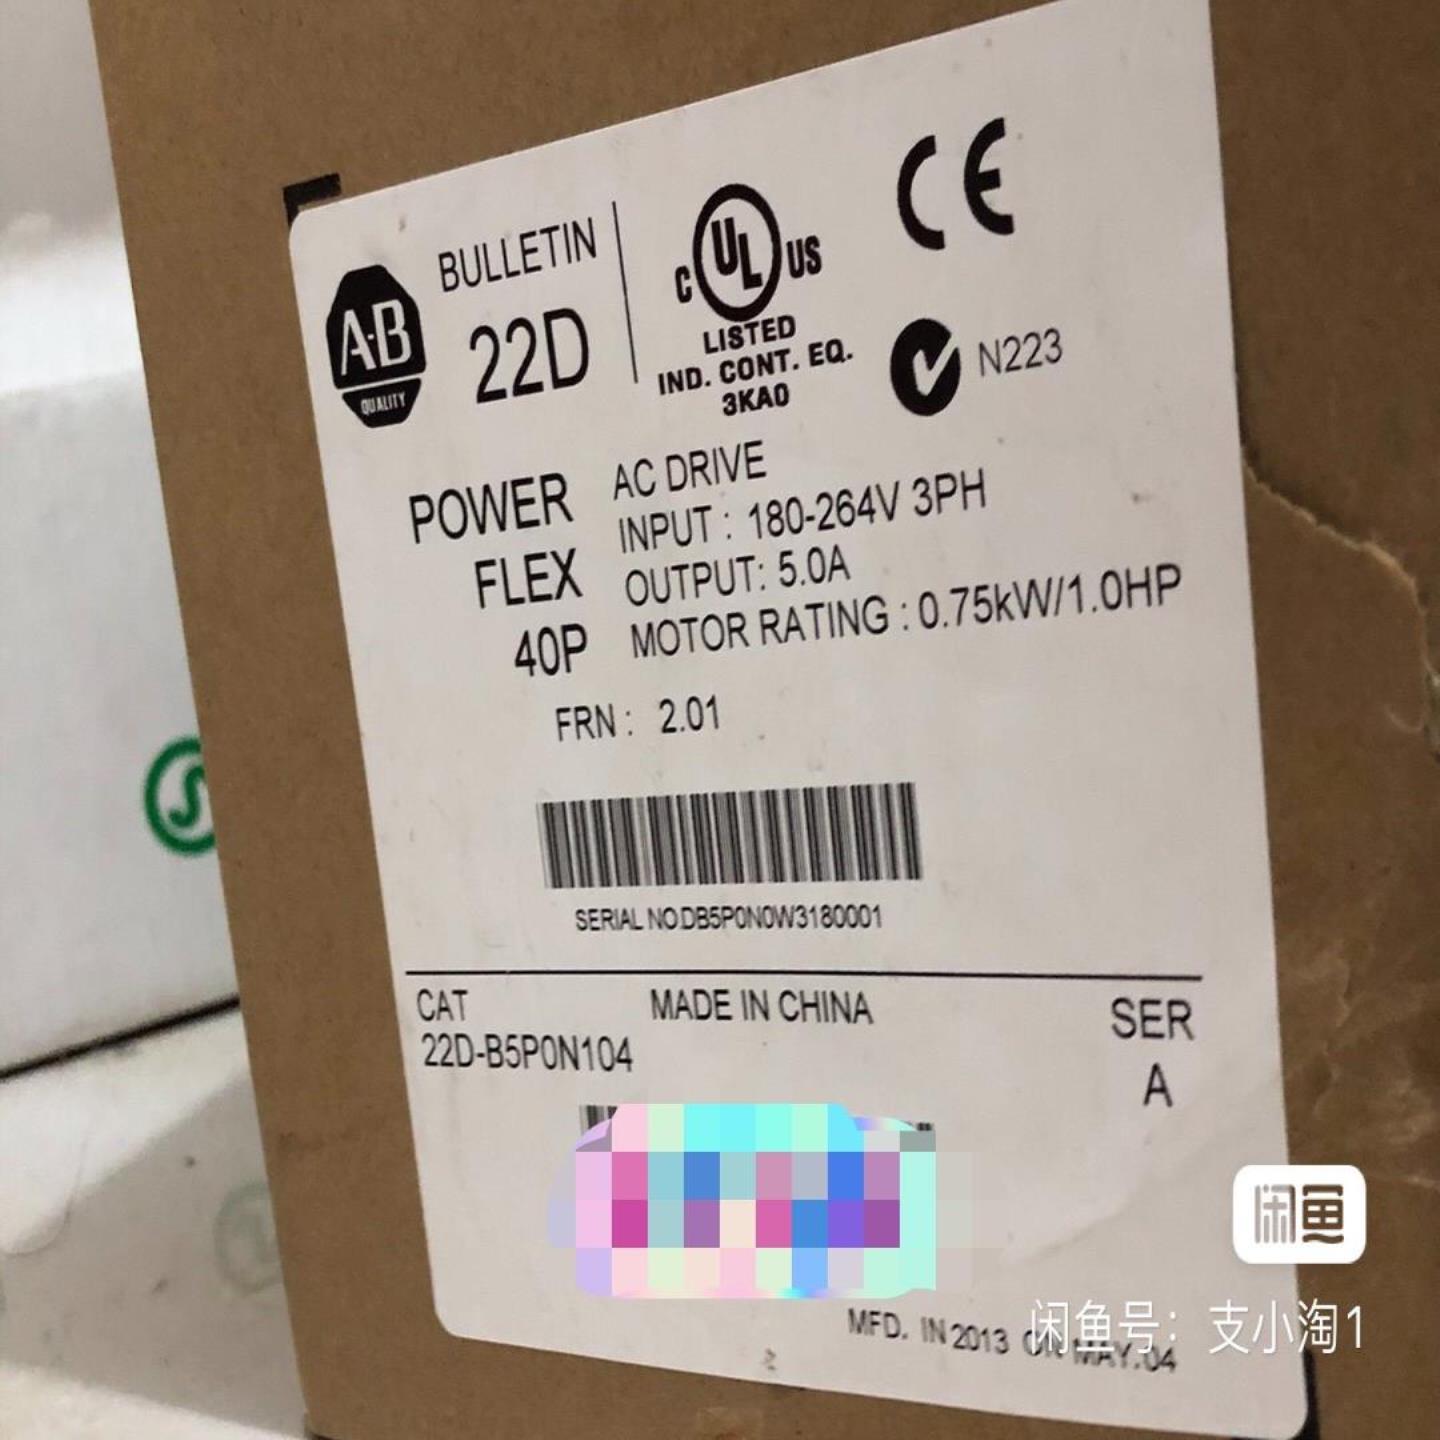 A·B
QUALITY
BULLETIN
22D
C UL US
LISTED
IND. CONT. EQ.
3KA0
CE
N223
POWER
FLEX
40P
AC DRIVE
INPUT : 180-264V 3PH
OUTPUT: 5.0A
MOTOR RATING : 0.75kW/1.0HP
FRN : 2.01
SERIAL NO.DB5P0N0W3180001
CAT
22D-B5P0N104
MADE IN CHINA
SER
A
MFD. IN 2013 ON MAY.04
闲鱼
闲鱼号：支小淘1